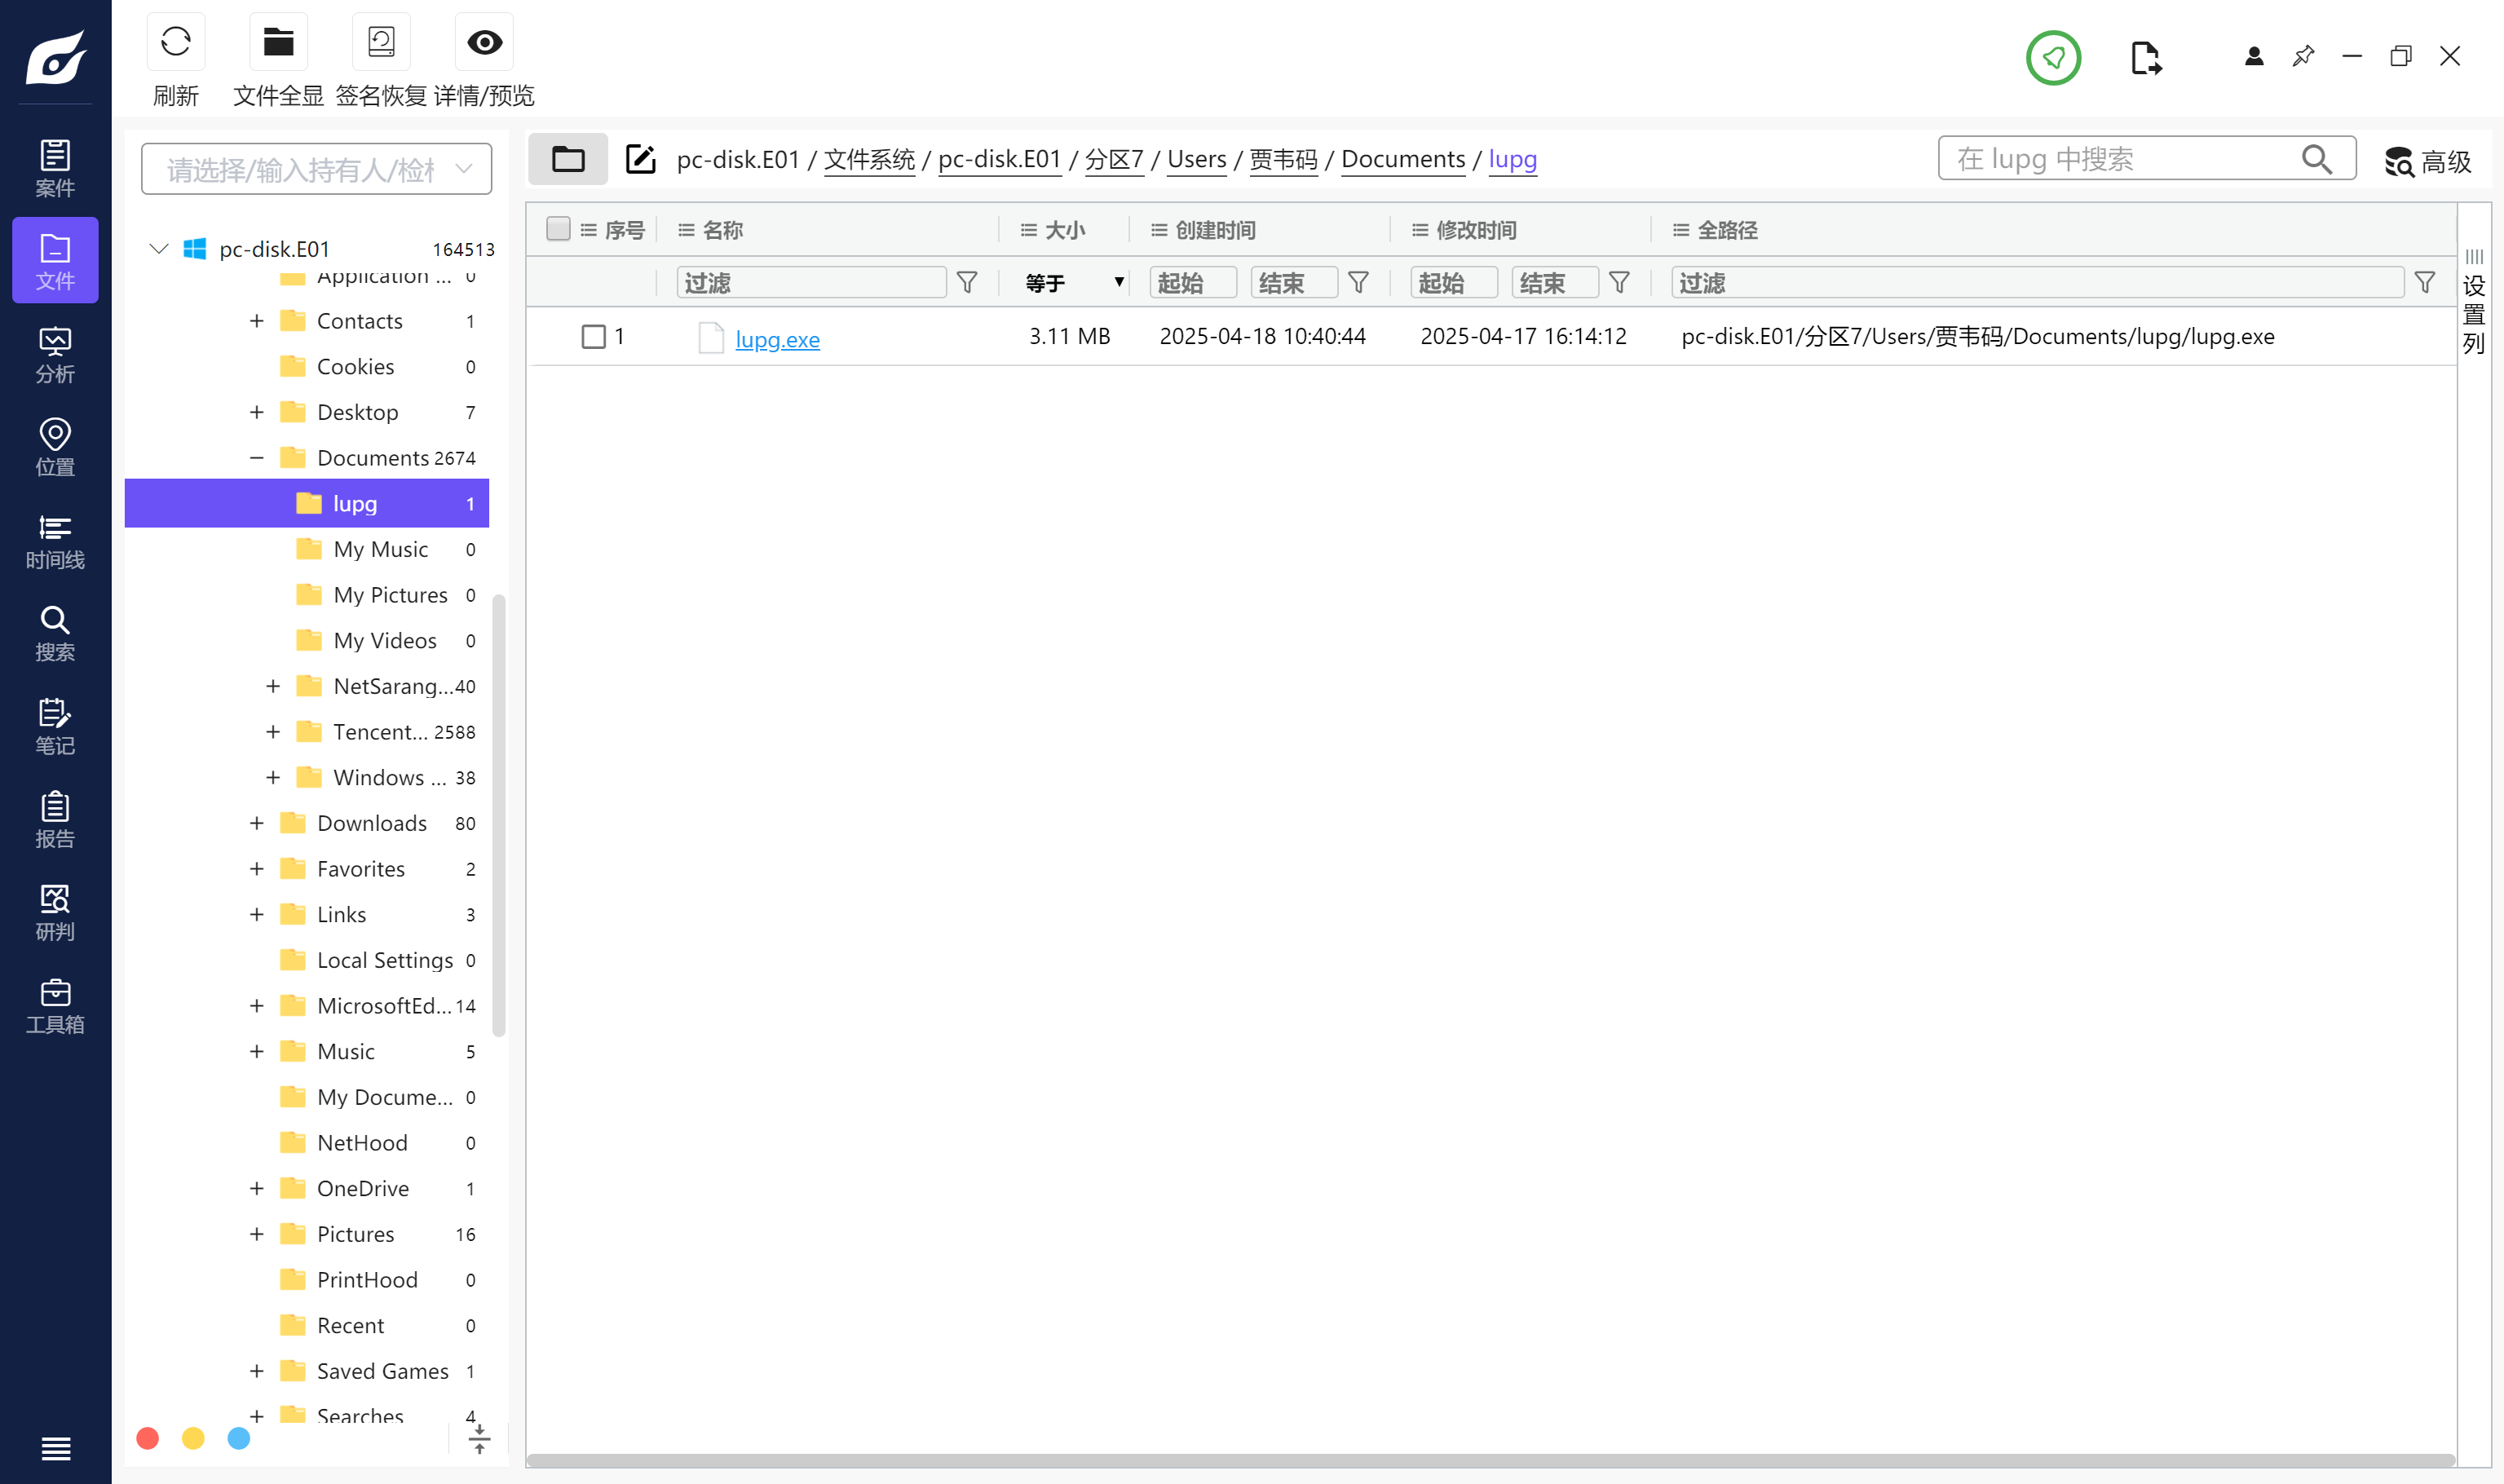 刷新
文件全显
签名恢复
详情/预览
案件
文件
分析
位置
时间线
搜索
笔记
报告
研判
工具箱
请选择/输入持有人/检材
pc-disk.E01 164513
Application ... 0
Contacts 1
Cookies 0
Desktop 7
Documents 2674
lupg 1
My Music 0
My Pictures 0
My Videos 0
NetSarang... 40
Tencent... 2588
Windows ... 38
Downloads 80
Favorites 2
Links 3
Local Settings 0
MicrosoftEd... 14
Music 5
My Docume... 0
NetHood 0
OneDrive 1
Pictures 16
PrintHood 0
Recent 0
Saved Games 1
Searches 4
pc-disk.E01 / 文件系统 / pc-disk.E01 / 分区7 / Users / 贾韦码 / Documents / lupg
在 lupg 中搜索
高级
序号 名称 大小 创建时间 修改时间 全路径
过滤 等于 起始 结束 起始 结束 过滤
1 lupg.exe 3.11 MB 2025-04-18 10:40:44 2025-04-17 16:14:12 pc-disk.E01/分区7/Users/贾韦码/Documents/lupg/lupg.exe
设置列